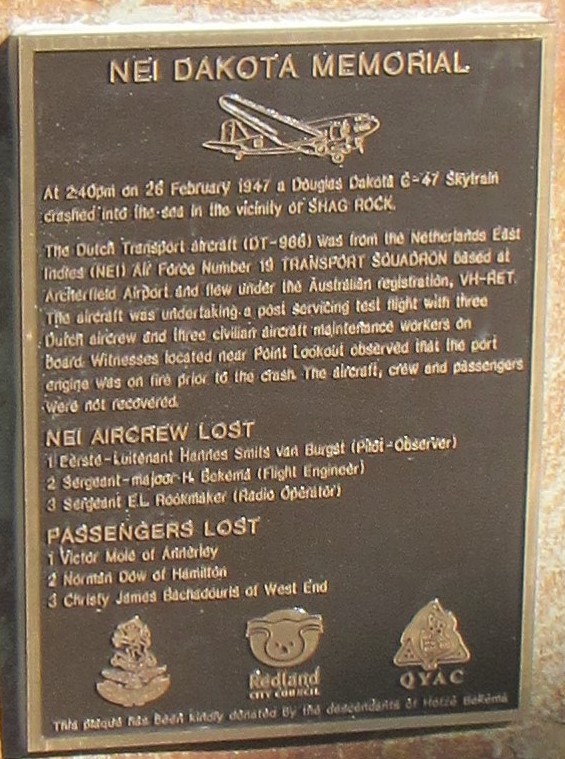 NEI DAKOTA MEMORIAL
At 2:40pm on 26 February 1947 a Douglas Dakota C-47 Skytrain
crashed into the sea in the vicinity of SHAG ROCK.
The Dutch Transport aircraft (DT-986) was from the Netherlands East
Indies (NEI) Air Force Number 19 TRANSPORT SQUADRON based at
Archerfield Airport and flew under the Australian registration, VH-RET.
The aircraft was undertaking a post servicing test flight with three
Dutch aircrew and three civilian aircraft maintenance workers on
board. Witnesses located near Point Lookout observed that the port
engine was on fire prior to the crash. The aircraft, crew and passengers
were not recovered.
NEI AIRCREW LOST
1 Eerste-Luitenant Hannes Smits van Burgst (Pilot-Observer)
2 Sergeant-majoor H. Bekema (Flight Engineer)
3 Sergeant E.L. Rookmaker (Radio Operator)
PASSENGERS LOST
1 Victor Mole of Annerley
2 Norman Dow of Hamilton
3 Christy James Bachadouris of West End
Redland
CITY COUNCIL
QYAC
This plaque has been kindly donated by the descendants of Bekema